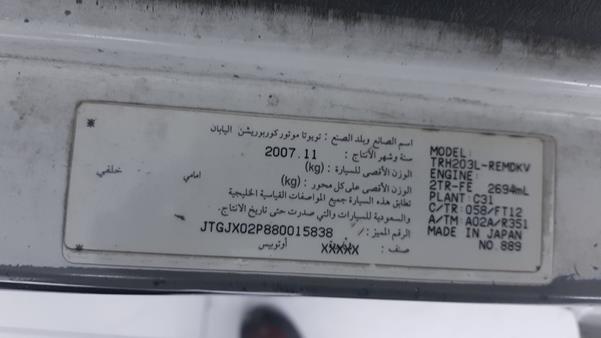 اسم الصانع وبلد الصنع : تويوتا موتور كوربوريشن اليابان
سنة وشهر الأنتاج : 2007.11
الوزن الأقصى للسيارة : (kg)
الوزن الأقصى على كل محور : (kg) امامي خلفي
تطابق هذه السيارة جميع المواصفات القياسية الخليجية
والسعودية للسيارات والتي صدرت حتى تاريخ الانتاج.
الرقم المميز : / JTGJX02P880015838
صنف : XXXXX أوتوبيس
MODEL:
TRH203L-REMDKV
ENGINE:
2TR-FE 2694mL
PLANT: C31
C/TR: 058/FT12
A/TM A02A/R351
MADE IN JAPAN
NO 889